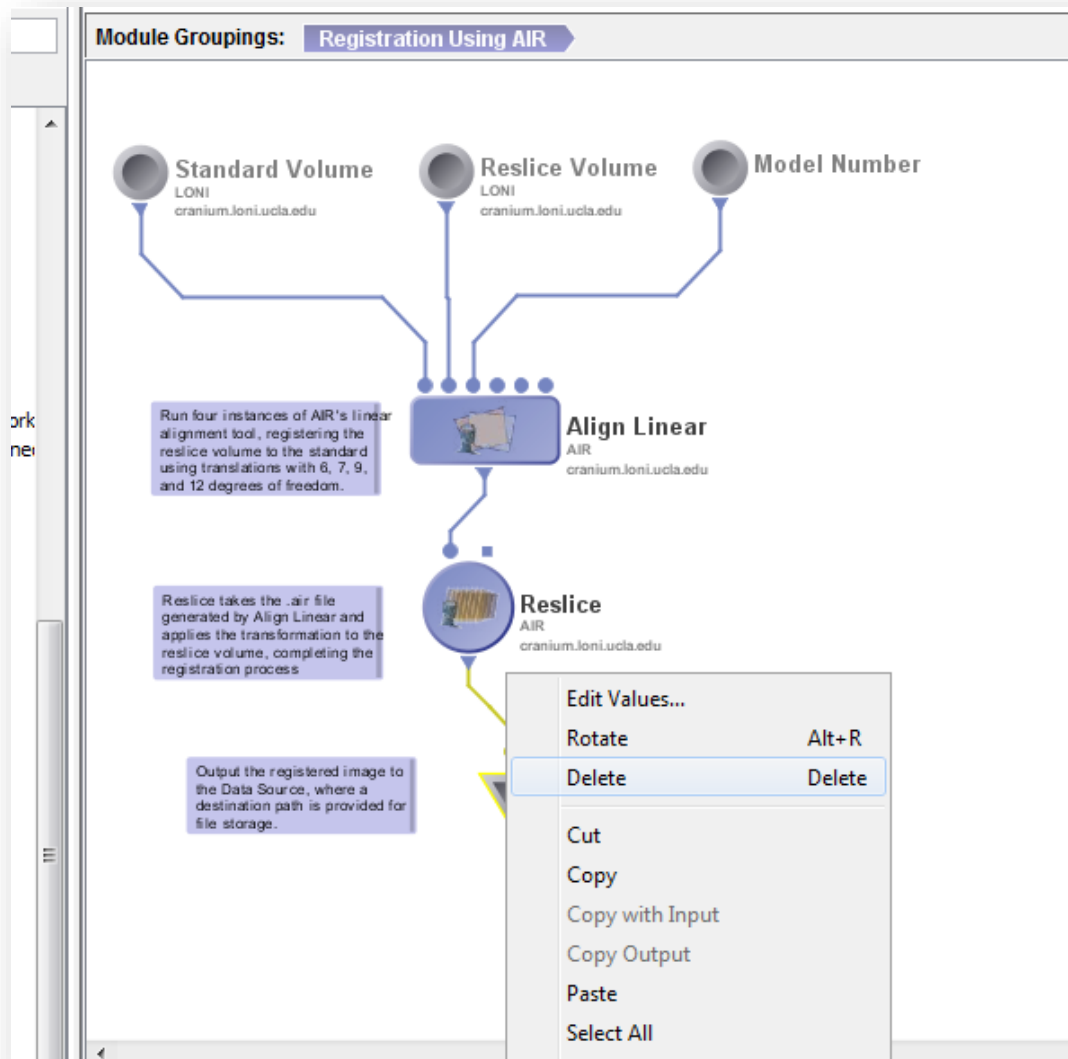 Module Groupings: Registration Using AIR
Standard Volume
LONI
cranium.loni.ucla.edu
Reslice Volume
LONI
cranium.loni.ucla.edu
Model Number
ork
Run four instances of AIR's linear
alignment tool, registering the
reslice volume to the standard
using translations with 6, 7, 9,
and 12 degrees of freedom.
Align Linear
AIR
cranium.loni.ucla.edu
Reslice takes the .air file
generated by Align Linear and
applies the transformation to the
reslice volume, completing the
registration process
Reslice
AIR
cranium.loni.ucla.edu
Output the registered image to
the Data Source, where a
destination path is provided for
file storage.
Edit Values...
Rotate Alt+R
Delete Delete
Cut
Copy
Copy with Input
Copy Output
Paste
Select All